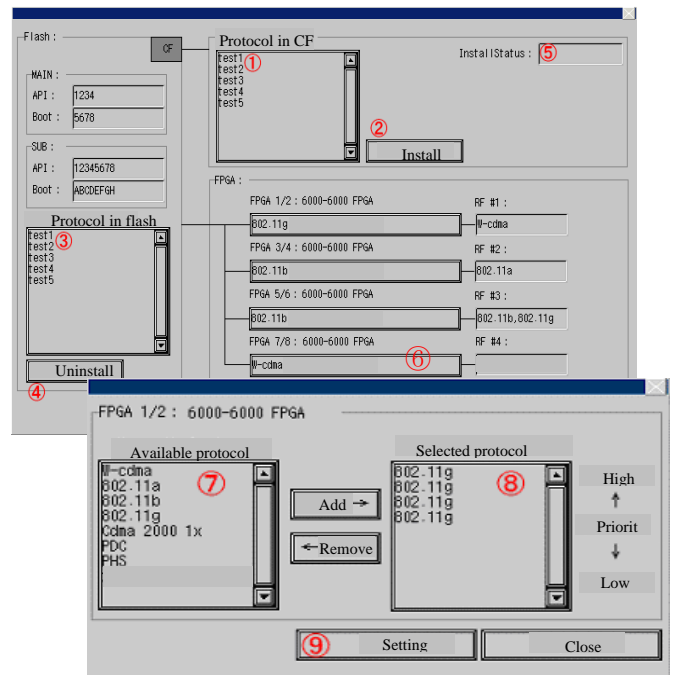 Flash :
CF
MAIN :
API : 1234
Boot : 5678
SUB :
API : 12345678
Boot : ABCDEFGH
Protocol in flash
test1 ③
test2
test3
test4
test5
Uninstall
④
Protocol in CF
test1 ①
test2
test3
test4
test5
②
Install
InstallStatus : ⑤
FPGA :
FPGA 1/2 : 6000-6000 FPGA RF #1 :
802.11g W-cdma
FPGA 3/4 : 6000-6000 FPGA RF #2 :
802.11b 802.11a
FPGA 5/6 : 6000-6000 FPGA RF #3 :
802.11b 802.11b,802.11g
FPGA 7/8 : 6000-6000 FPGA RF #4 :
W-cdma ⑥
FPGA 1/2 : 6000-6000 FPGA
Available protocol
W-cdma
802.11a ⑦
802.11b
802.11g
Cdma 2000 1x
PDC
PHS
Add →
←Remove
Selected protocol
802.11g
802.11g ⑧
802.11g
802.11g
High
↑
Priorit
↓
Low
⑨ Setting
Close